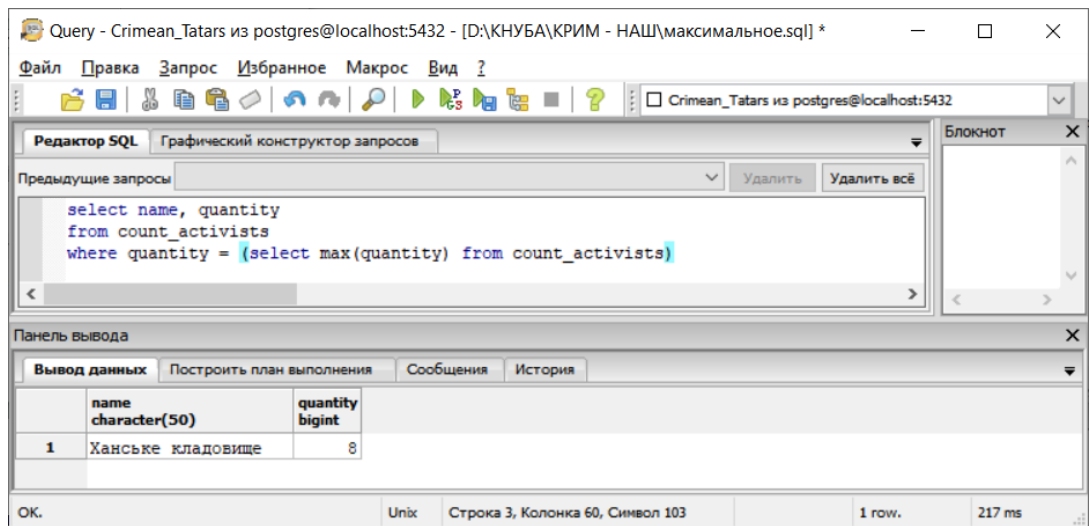 Query - Crimean_Tatars из postgres@localhost:5432 - [D:\КНУБА\КРИМ - НАШ\максимальное.sql] *
Файл Правка Запрос Избранное Макрос Вид ?
Crimean_Tatars из postgres@localhost:5432
Редактор SQL Графический конструктор запросов
Блокнот
Предыдущие запросы Удалить Удалить всё
select name, quantity
from count_activists
where quantity = (select max(quantity) from count_activists)
Панель вывода
Вывод данных Построить план выполнения Сообщения История
name quantity
character(50) bigint
1 Ханське кладовище 8
OK. Unix Строка 3, Колонка 60, Символ 103 1 row. 217 ms